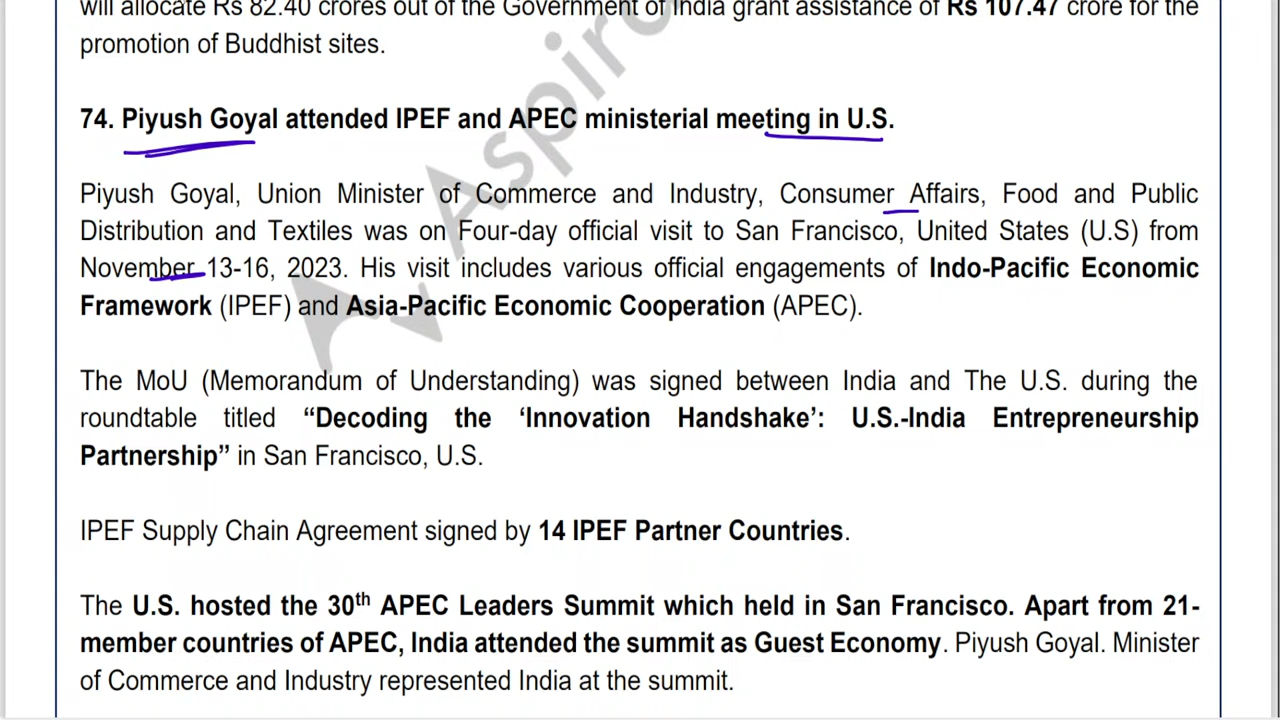 will allocate Rs 82.40 crores out of the Government of India grant assistance of Rs 107.47 crore for the
promotion of Buddhist sites.
74. Piyush Goyal attended IPEF and APEC ministerial meeting in U.S.
Piyush Goyal, Union Minister of Commerce and Industry, Consumer Affairs, Food and Public
Distribution and Textiles was on Four-day official visit to San Francisco, United States (U.S) from
November 13-16, 2023. His visit includes various official engagements of Indo-Pacific Economic
Framework (IPEF) and Asia-Pacific Economic Cooperation (APEC).
The MoU (Memorandum of Understanding) was signed between India and The U.S. during the
roundtable titled “Decoding the ‘Innovation Handshake’: U.S.-India Entrepreneurship
Partnership” in San Francisco, U.S.
IPEF Supply Chain Agreement signed by 14 IPEF Partner Countries.
The U.S. hosted the 30th APEC Leaders Summit which held in San Francisco. Apart from 21-
member countries of APEC, India attended the summit as Guest Economy. Piyush Goyal. Minister
of Commerce and Industry represented India at the summit.